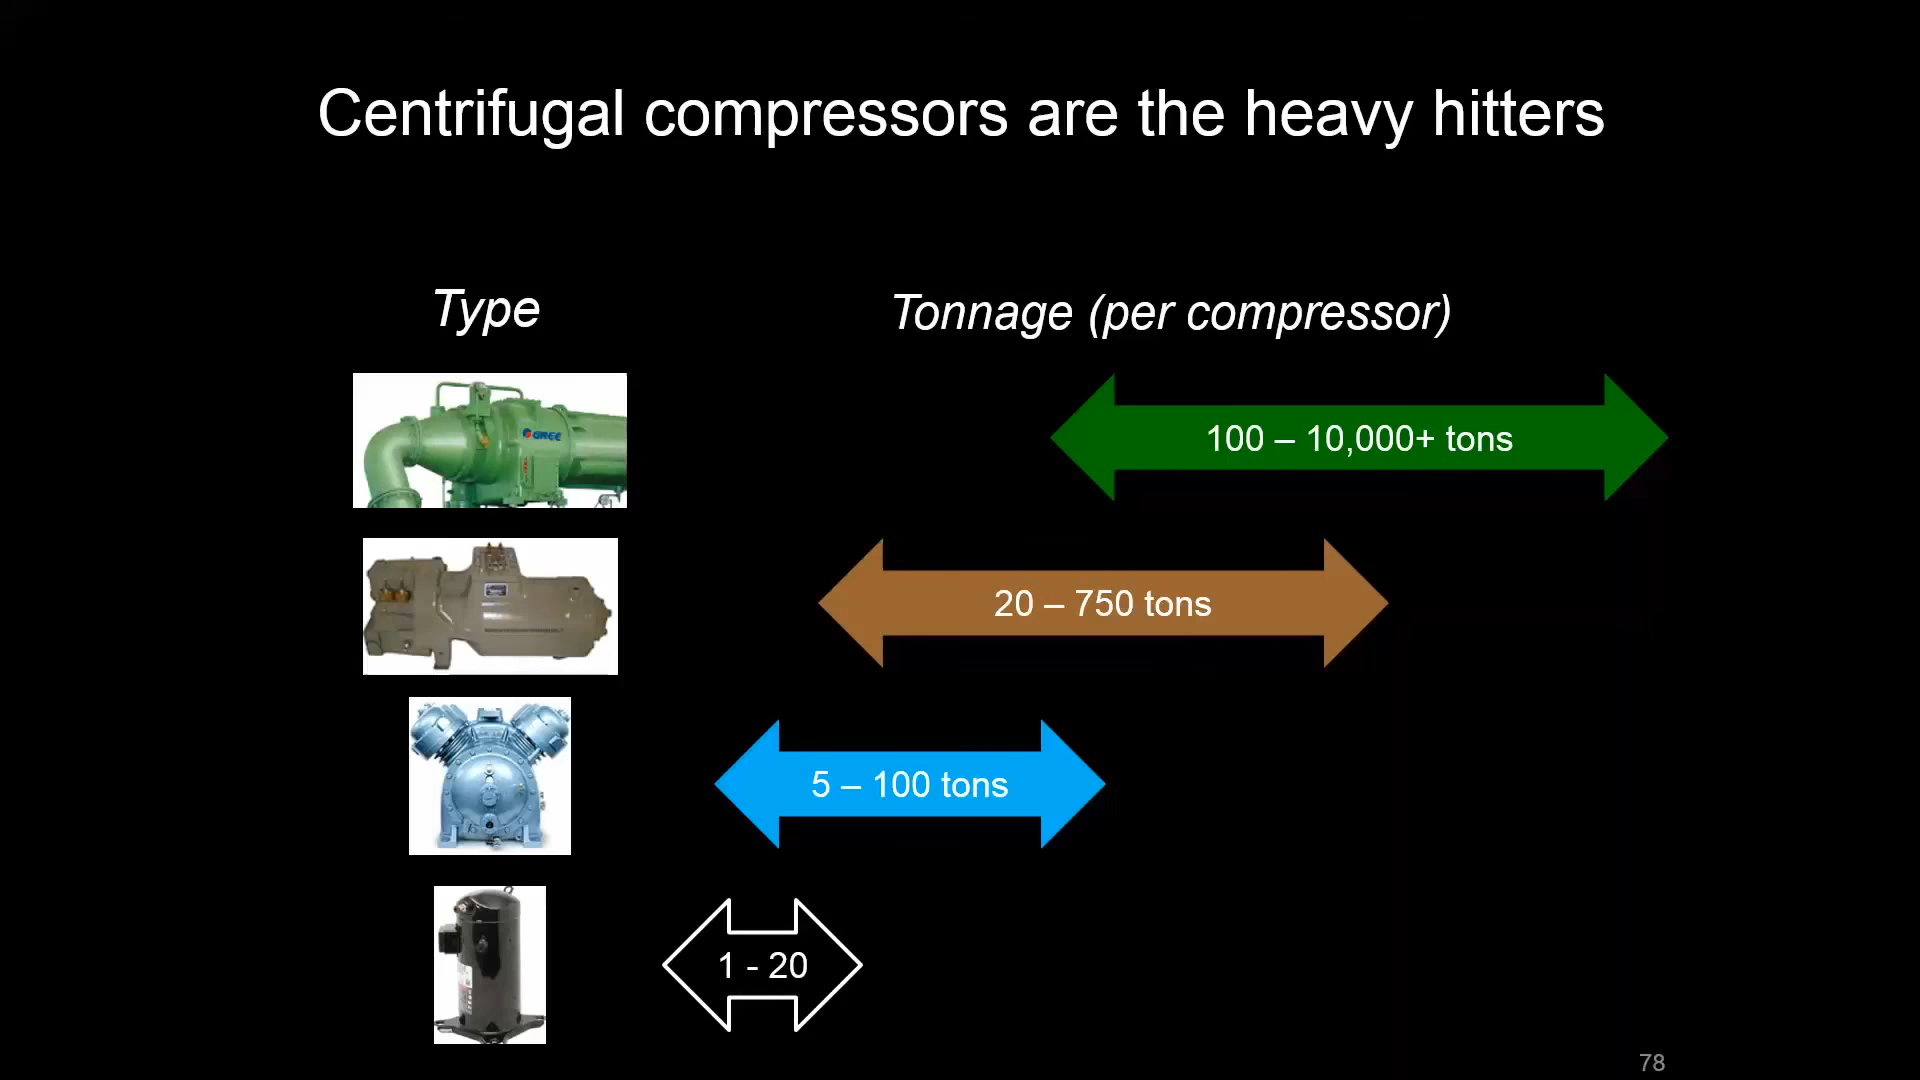 Centrifugal compressors are the heavy hitters
Type
Tonnage (per compressor)
GREE
100 – 10,000+ tons
20 – 750 tons
5 – 100 tons
1 - 20
78